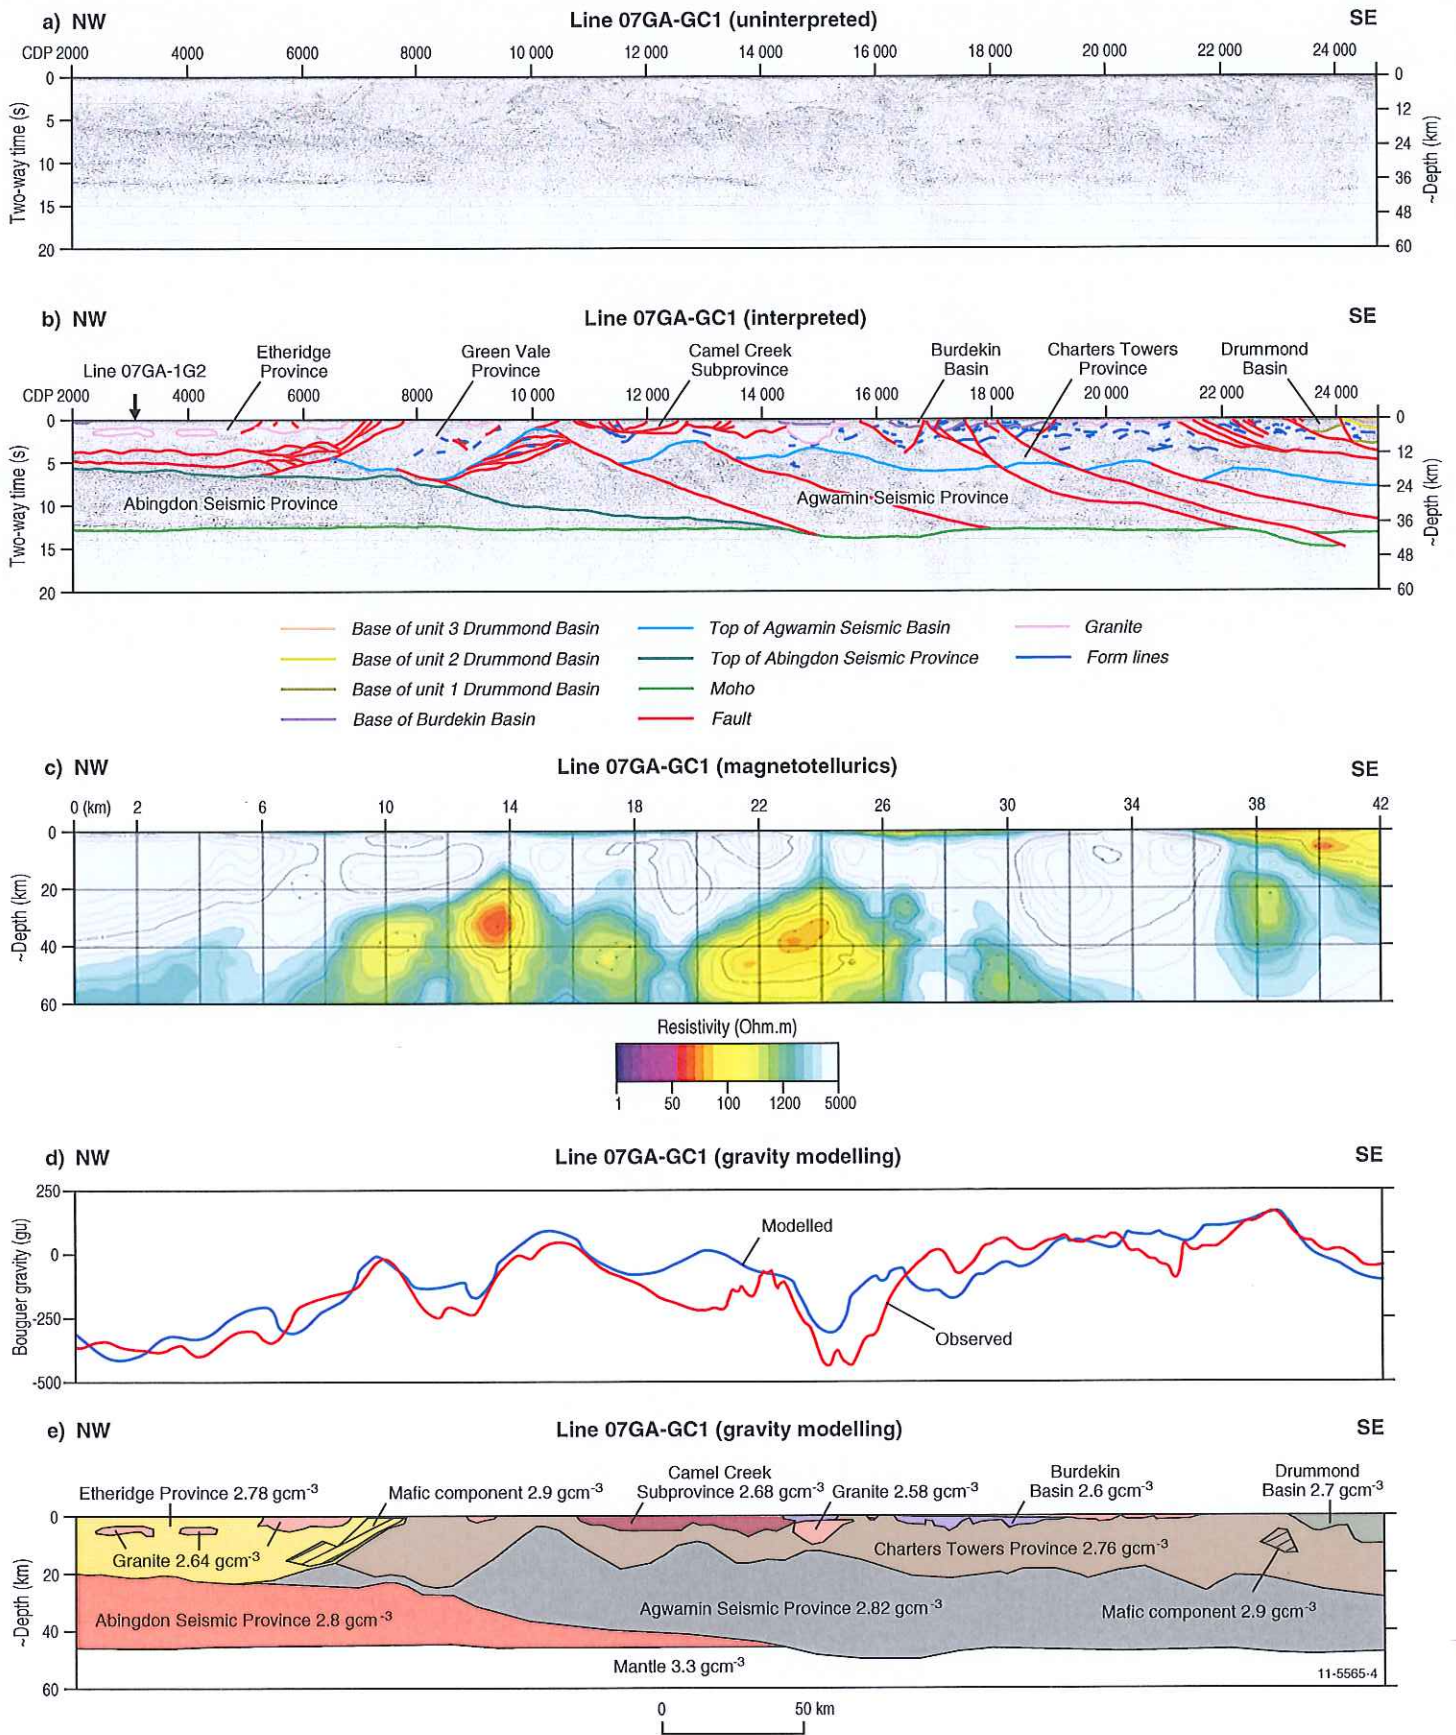 a) NW
Line 07GA-GC1 (uninterpreted)
SE
CDP 2000 4000 6000 8000 10 000 12 000 14 000 16 000 18 000 20 000 22 000 24 000
Two-way time (s)
0
5
10
15
20
0
12
24
36
48
60
~Depth (km)
b) NW
Line 07GA-GC1 (interpreted)
SE
Line 07GA-1G2
Etheridge
Province
Green Vale
Province
Camel Creek
Subprovince
Burdekin
Basin
Charters Towers
Province
Drummond
Basin
CDP 2000 4000 6000 8000 10 000 12 000 14 000 16 000 18 000 20 000 22 000 24 000
Two-way time (s)
0
5
10
15
20
Abingdon Seismic Province
Agwamin Seismic Province
0
12
24
36
48
60
~Depth (km)
Base of unit 3 Drummond Basin
Base of unit 2 Drummond Basin
Base of unit 1 Drummond Basin
Base of Burdekin Basin
Top of Agwamin Seismic Basin
Top of Abingdon Seismic Province
Moho
Fault
Granite
Form lines
c) NW
Line 07GA-GC1 (magnetotellurics)
SE
0 (km) 2 6 10 14 18 22 26 30 34 38 42
~Depth (km)
0
20
40
60
Resistivity (Ohm.m)
1 50 100 1200 5000
d) NW
Line 07GA-GC1 (gravity modelling)
SE
Bouguer gravity (gu)
250
0
-250
-500
Modelled
Observed
e) NW
Line 07GA-GC1 (gravity modelling)
SE
Etheridge Province 2.78 gcm-3
Mafic component 2.9 gcm-3
Camel Creek
Subprovince 2.68 gcm-3
Granite 2.58 gcm-3
Burdekin
Basin 2.6 gcm-3
Drummond
Basin 2.7 gcm-3
~Depth (km)
0
20
40
60
Granite 2.64 gcm-3
Charters Towers Province 2.76 gcm-3
Abingdon Seismic Province 2.8 gcm-3
Agwamin Seismic Province 2.82 gcm-3
Mafic component 2.9 gcm-3
Mantle 3.3 gcm-3
11-5565-4
0 50 km